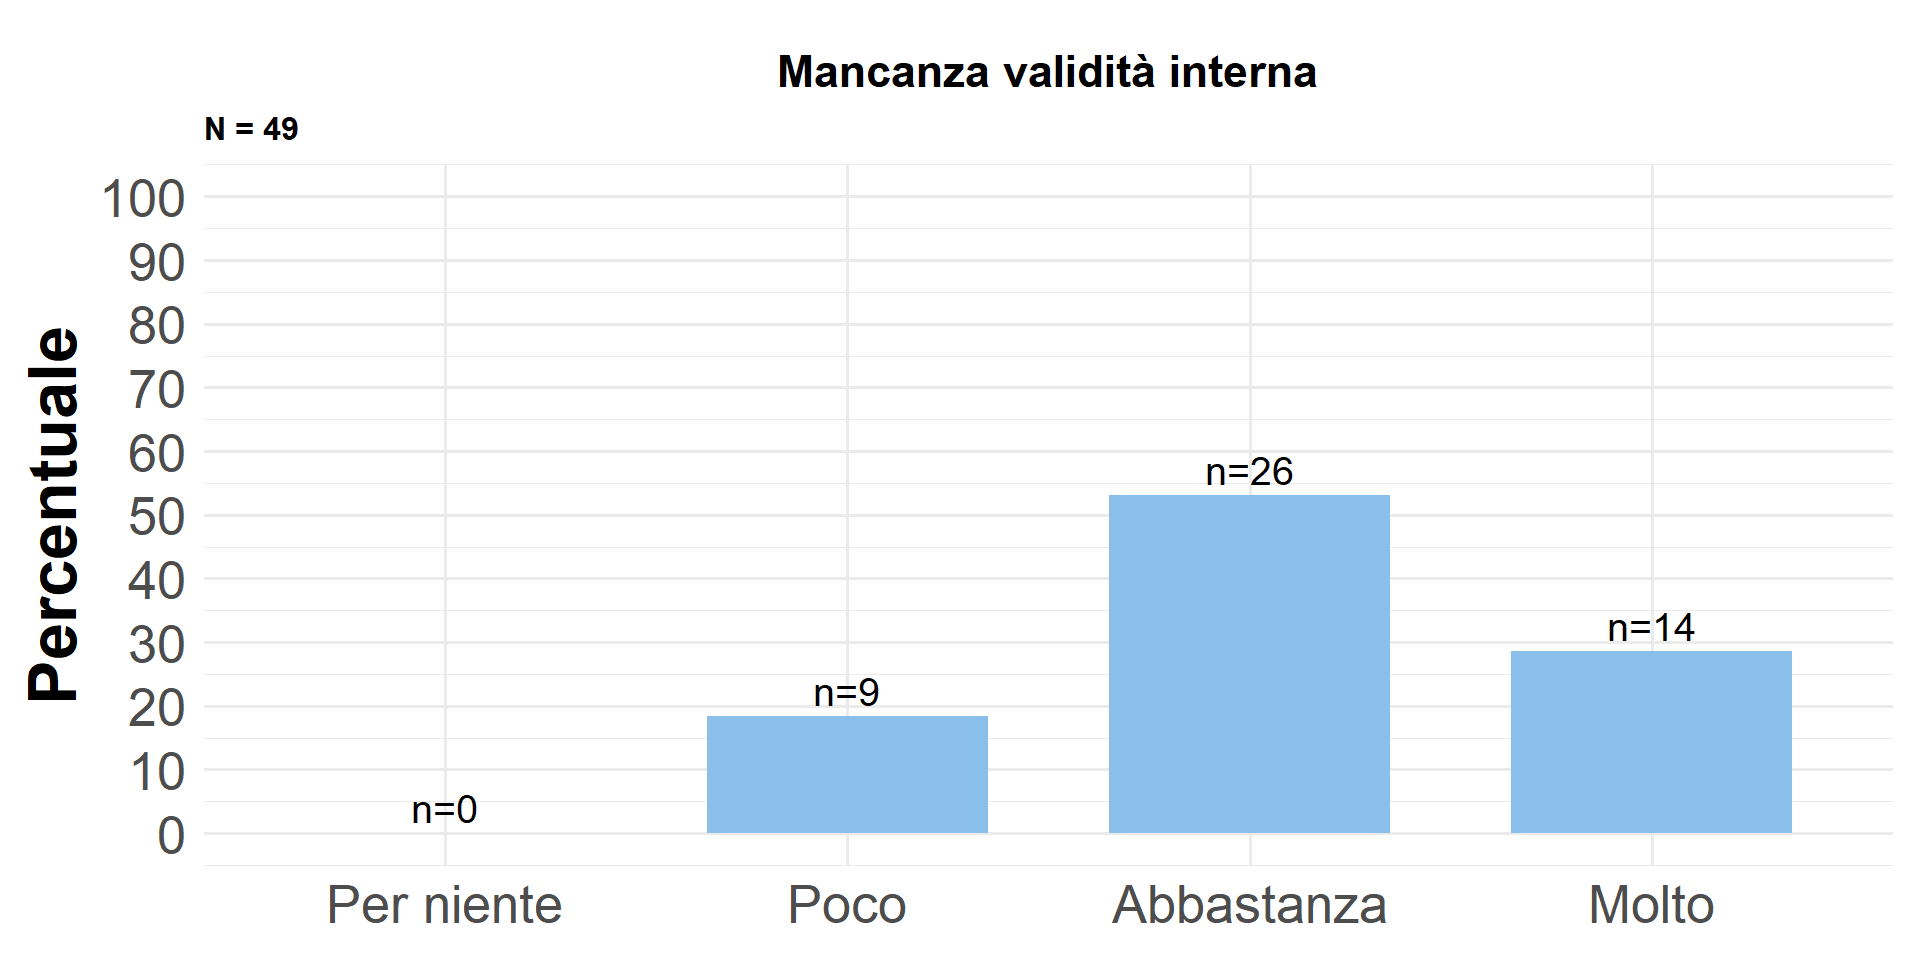 Mancanza validità interna
N = 49
Percentuale
100
90
80
70
60
50
40
30
20
10
0
n=0
n=9
n=26
n=14
Per niente
Poco
Abbastanza
Molto